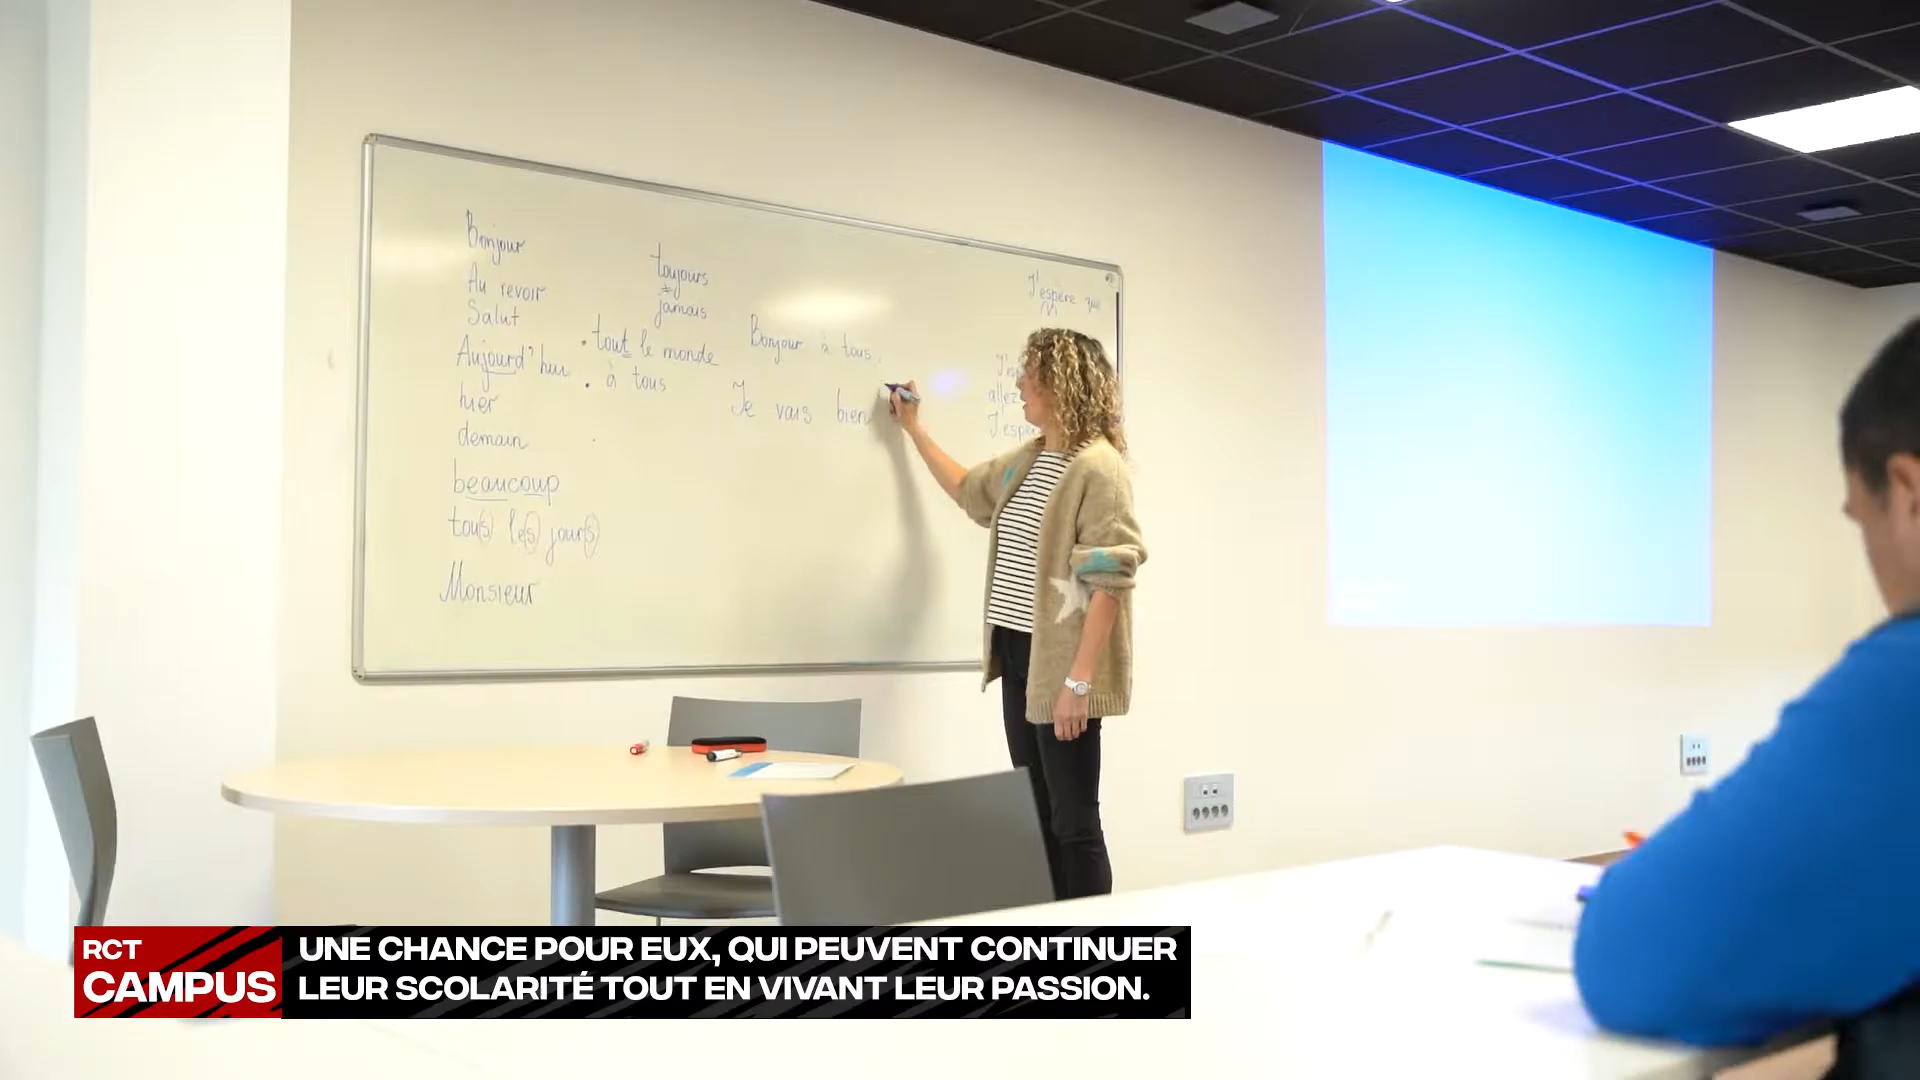 Bonjour
Au revoir
Salut
Aujourd'hui
hier
demain
beaucoup
tou(s) le(s) jour(s)
Monsieur
toujours
≠
jamais
• tout le monde
• à tous
Bonjour à tous.
Je vais bien
J'espère que
allez
RCT
CAMPUS
UNE CHANCE POUR EUX, QUI PEUVENT CONTINUER
LEUR SCOLARITÉ TOUT EN VIVANT LEUR PASSION.